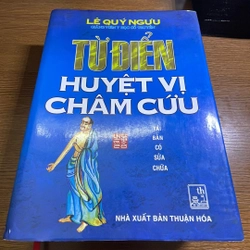 LÊ QUÝ NGƯU
TỪ ĐIỂN
HUYỆT VỊ
CHÂM CỨU
TÁI
BẢN
CÓ
SỬA
CHỮA
NHÀ XUẤT BẢN THUẬN HÓA